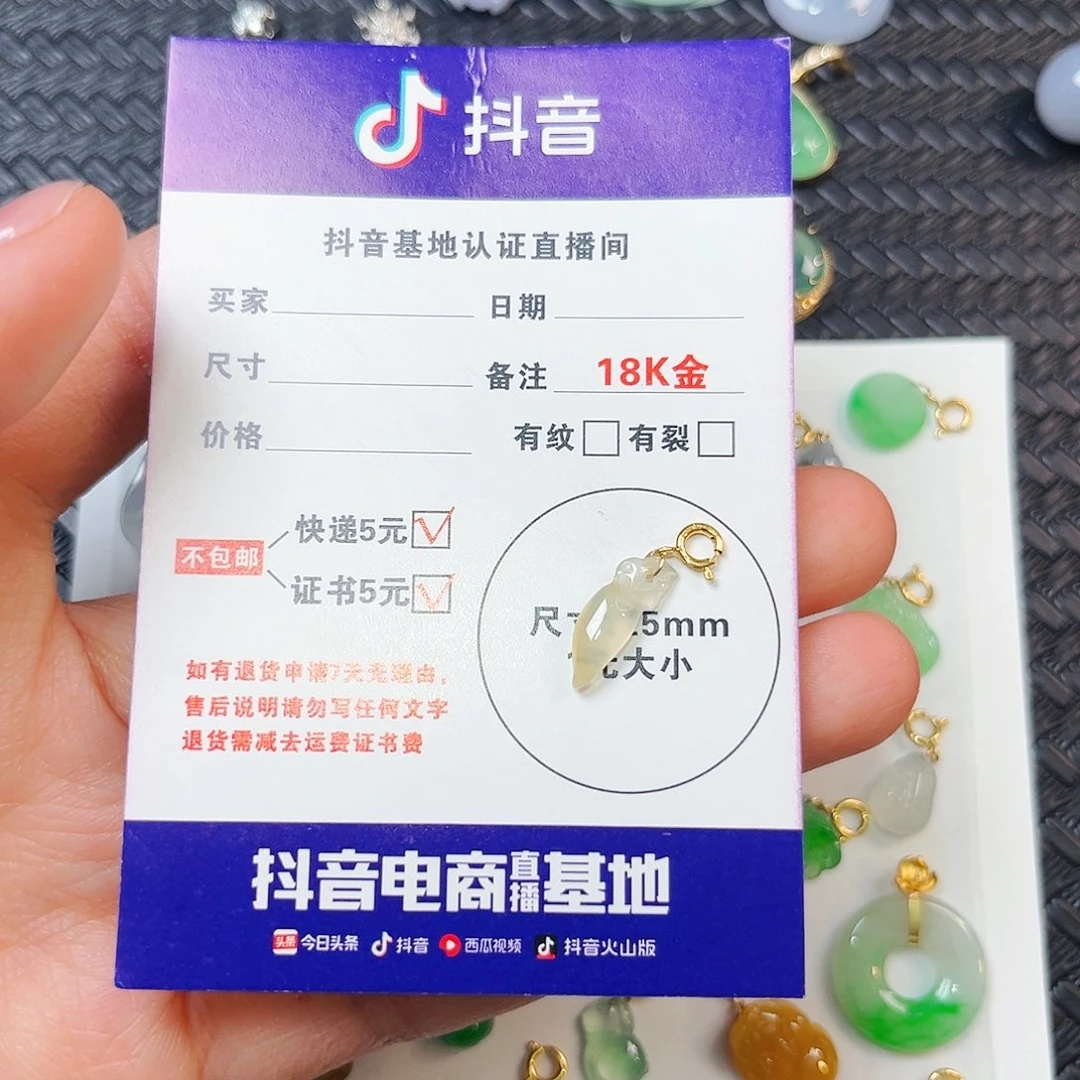 抖音
抖音基地认证直播间
买家 日期
尺寸 备注 18K金
价格 有纹 有裂
不包邮
快递5元
证书5元
尺 25mm
元大小
如有退货申请7天无理由,
售后说明请勿写任何文字
退货需减去运费证书费
抖音电商直播基地
头条 今日头条 抖音 西瓜视频 抖音火山版